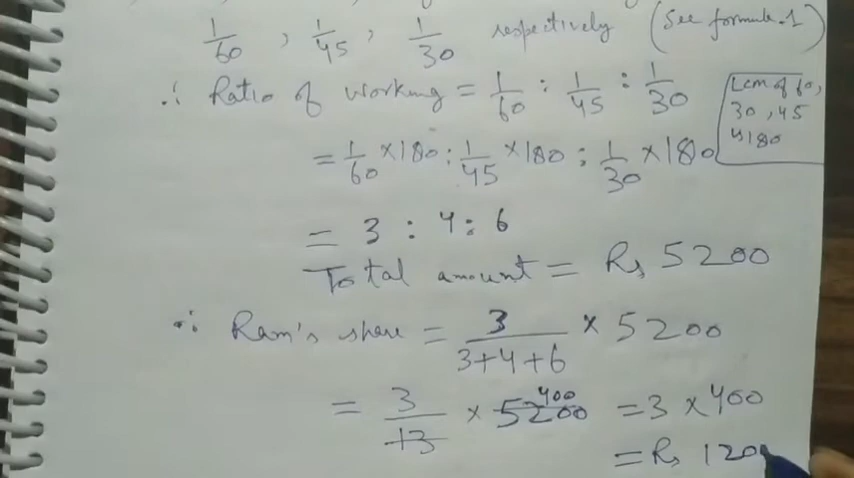 1/60 , 1/45 , 1/30 respectively (See formula.1)
∴ Ratio of working = 1/60 : 1/45 : 1/30
Lcm of 60,
30, 45
is 180
= 1/60 × 180 : 1/45 × 180 : 1/30 × 180
= 3 : 4 : 6
Total amount = Rs 5200
∴ Ram's share = 3/(3+4+6) × 5200
400
= 3/13 × 5200 = 3 × 400
= Rs 120